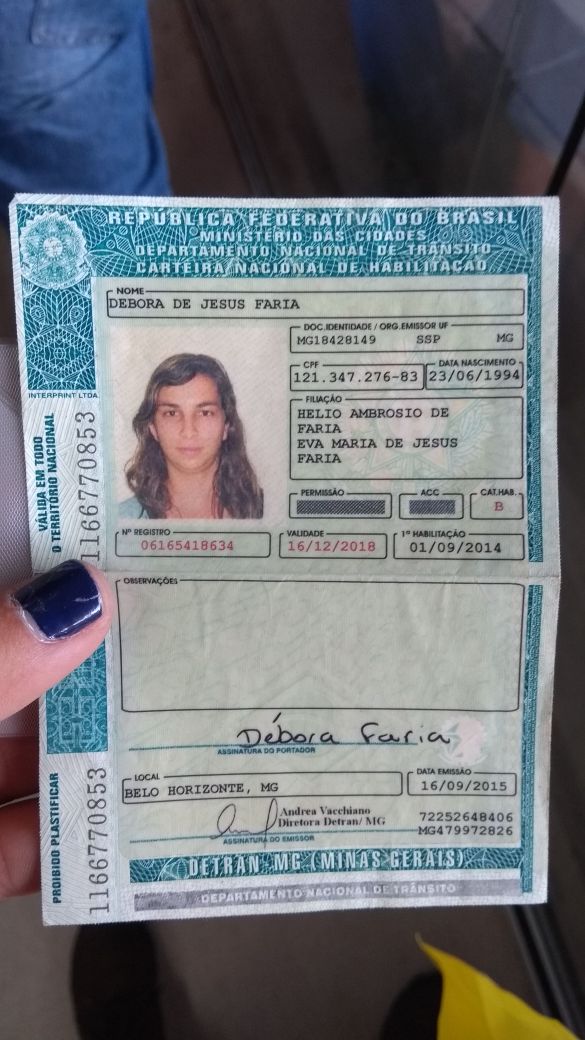 REPÚBLICA FEDERATIVA DO BRASIL
MINISTÉRIO DAS CIDADES
DEPARTAMENTO NACIONAL DE TRÂNSITO
CARTEIRA NACIONAL DE HABILITAÇÃO
NOME
DEBORA DE JESUS FARIA
DOC. IDENTIDADE / ORG. EMISSOR UF
MG18428149 SSP MG
CPF
DATA NASCIMENTO
121.347.276-83
23/06/1994
FILIAÇÃO
HELIO AMBROSIO DE
FARIA
EVA MARIA DE JESUS
FARIA
PERMISSÃO
ACC
CAT. HAB.
B
Nº REGISTRO
06165418634
VALIDADE
16/12/2018
1ª HABILITAÇÃO
01/09/2014
INTERPRINT LTDA.
VÁLIDA EM TODO
O TERRITÓRIO NACIONAL
1166770853
OBSERVAÇÕES
Débora Faria
ASSINATURA DO PORTADOR
LOCAL
BELO HORIZONTE, MG
DATA EMISSÃO
16/09/2015
Andrea Vacchiano
Diretora Detran/ MG
ASSINATURA DO EMISSOR
72252648406
MG479972826
PROIBIDO PLASTIFICAR
1166770853
DETRAN MG (MINAS GERAIS)
DEPARTAMENTO NACIONAL DE TRÂNSITO